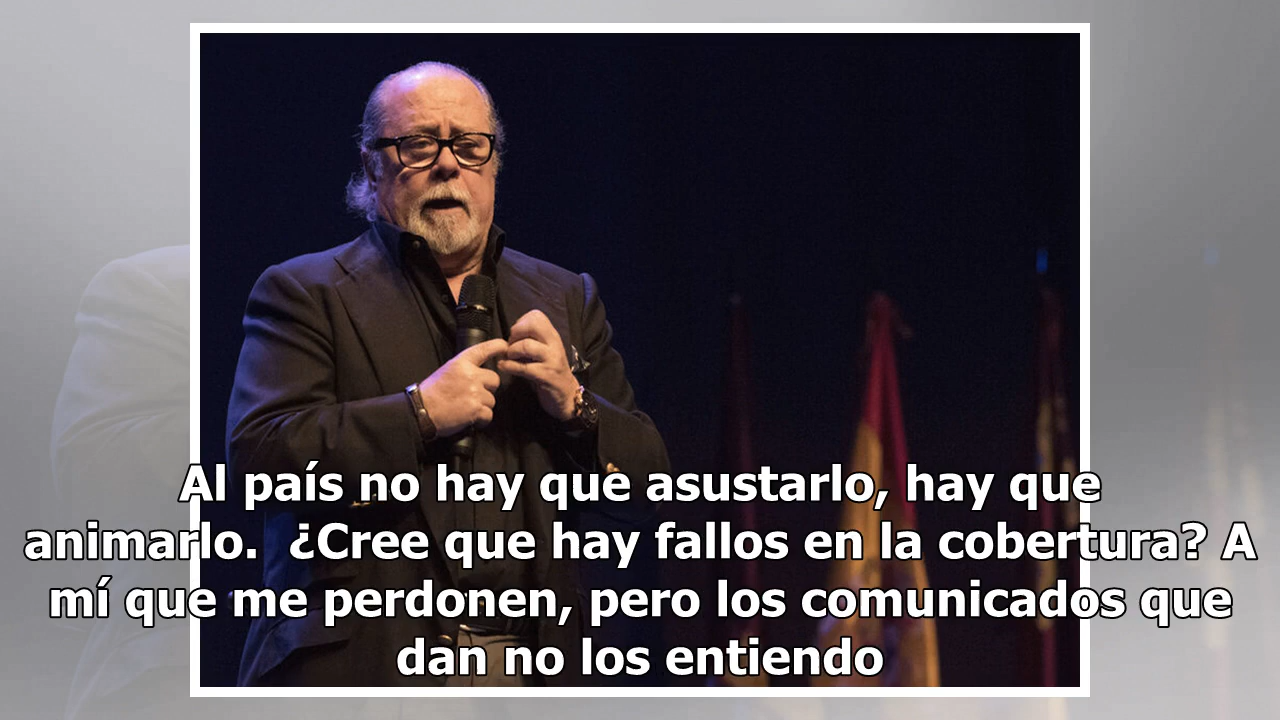 Al país no hay que asustarlo, hay que
animarlo.  ¿Cree que hay fallos en la cobertura? A
mí que me perdonen, pero los comunicados que
dan no los entiendo